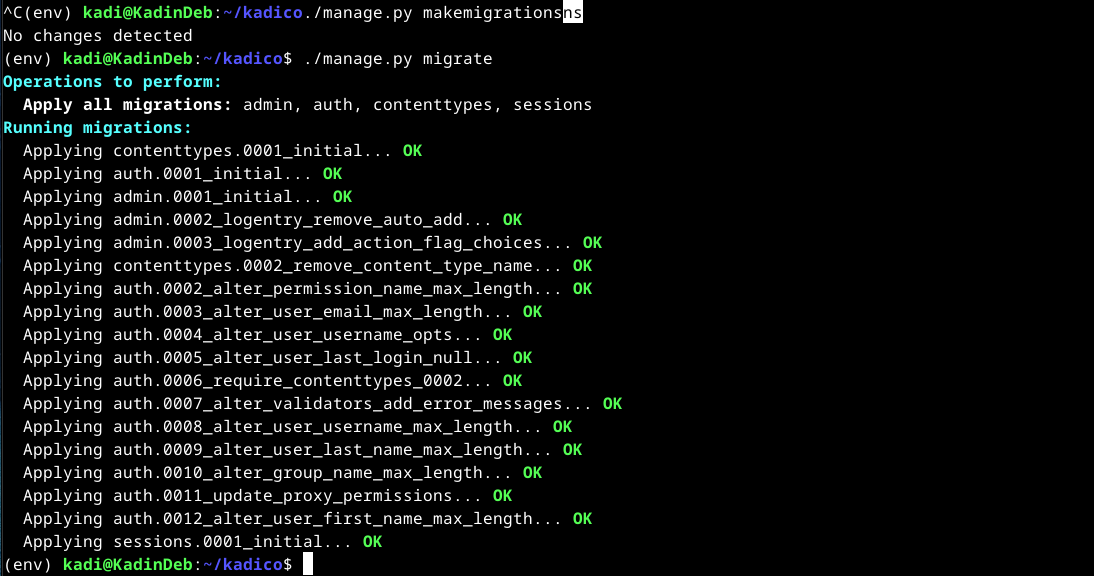 ^C(env) kadi@KadinDeb:~/kadico./manage.py makemigrationsns
No changes detected
(env) kadi@KadinDeb:~/kadico$ ./manage.py migrate
Operations to perform:
  Apply all migrations: admin, auth, contenttypes, sessions
Running migrations:
  Applying contenttypes.0001_initial... OK
  Applying auth.0001_initial... OK
  Applying admin.0001_initial... OK
  Applying admin.0002_logentry_remove_auto_add... OK
  Applying admin.0003_logentry_add_action_flag_choices... OK
  Applying contenttypes.0002_remove_content_type_name... OK
  Applying auth.0002_alter_permission_name_max_length... OK
  Applying auth.0003_alter_user_email_max_length... OK
  Applying auth.0004_alter_user_username_opts... OK
  Applying auth.0005_alter_user_last_login_null... OK
  Applying auth.0006_require_contenttypes_0002... OK
  Applying auth.0007_alter_validators_add_error_messages... OK
  Applying auth.0008_alter_user_username_max_length... OK
  Applying auth.0009_alter_user_last_name_max_length... OK
  Applying auth.0010_alter_group_name_max_length... OK
  Applying auth.0011_update_proxy_permissions... OK
  Applying auth.0012_alter_user_first_name_max_length... OK
  Applying sessions.0001_initial... OK
(env) kadi@KadinDeb:~/kadico$